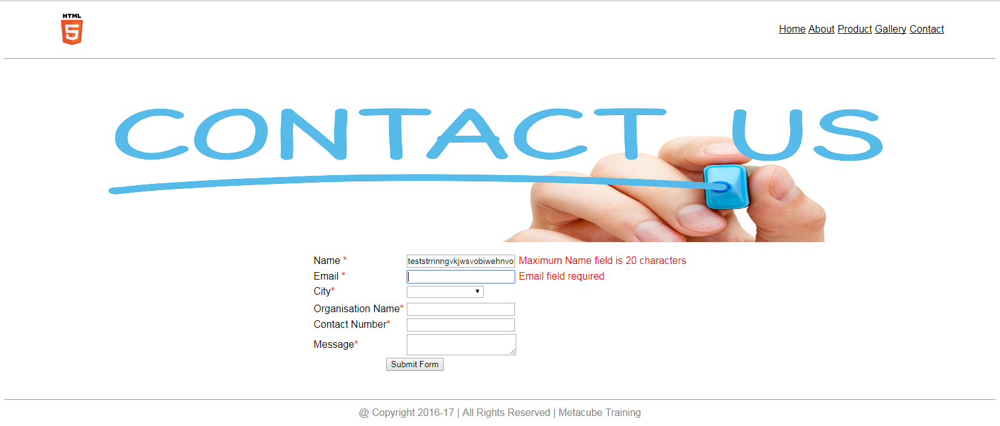 HTML
5
Home About Product Gallery Contact
CONTACT US
Name * teststrrinngvkjwsvobiwehnvo Maximum Name field is 20 characters
Email * Email field required
City*
Organisation Name*
Contact Number*
Message*
Submit Form
@ Copyright 2016-17 | All Rights Reserved | Metacube Training